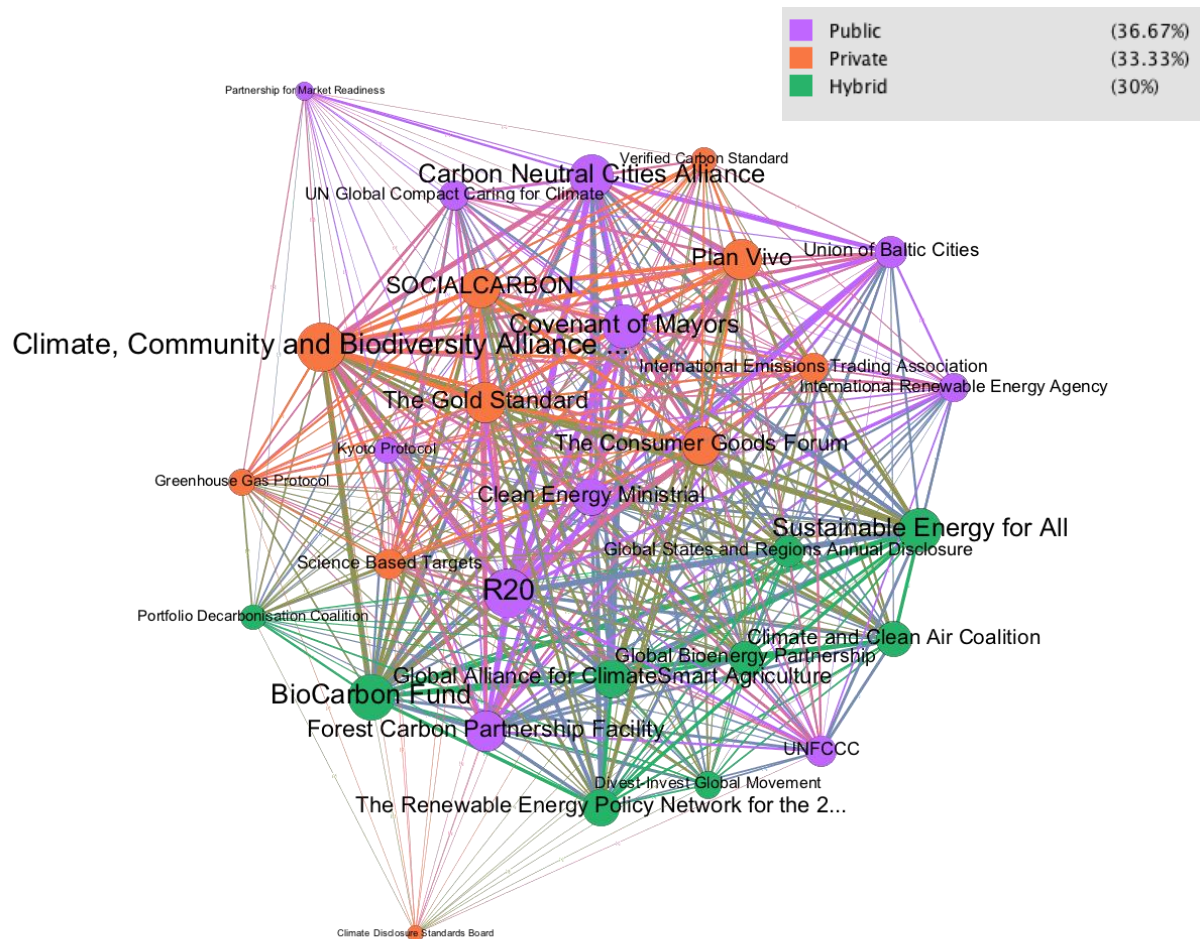 Public (36.67%)
Private (33.33%)
Hybrid (30%)
Partnership for Market Readiness
Verified Carbon Standard
Carbon Neutral Cities Alliance
UN Global Compact Caring for Climate
Union of Baltic Cities
Plan Vivo
SOCIALCARBON
Covenant of Mayors
Climate, Community and Biodiversity Alliance ...
International Emissions Trading Association
International Renewable Energy Agency
The Gold Standard
The Consumer Goods Forum
Kyoto Protocol
Greenhouse Gas Protocol
Clean Energy Ministrial
Sustainable Energy for All
Global States and Regions Annual Disclosure
Science Based Targets
R20
Portfolio Decarbonisation Coalition
Climate and Clean Air Coalition
Global Bioenergy Partnership
Global Alliance for ClimateSmart Agriculture
BioCarbon Fund
Forest Carbon Partnership Facility
UNFCCC
Divest-Invest Global Movement
The Renewable Energy Policy Network for the 2...
Climate Disclosure Standards Board